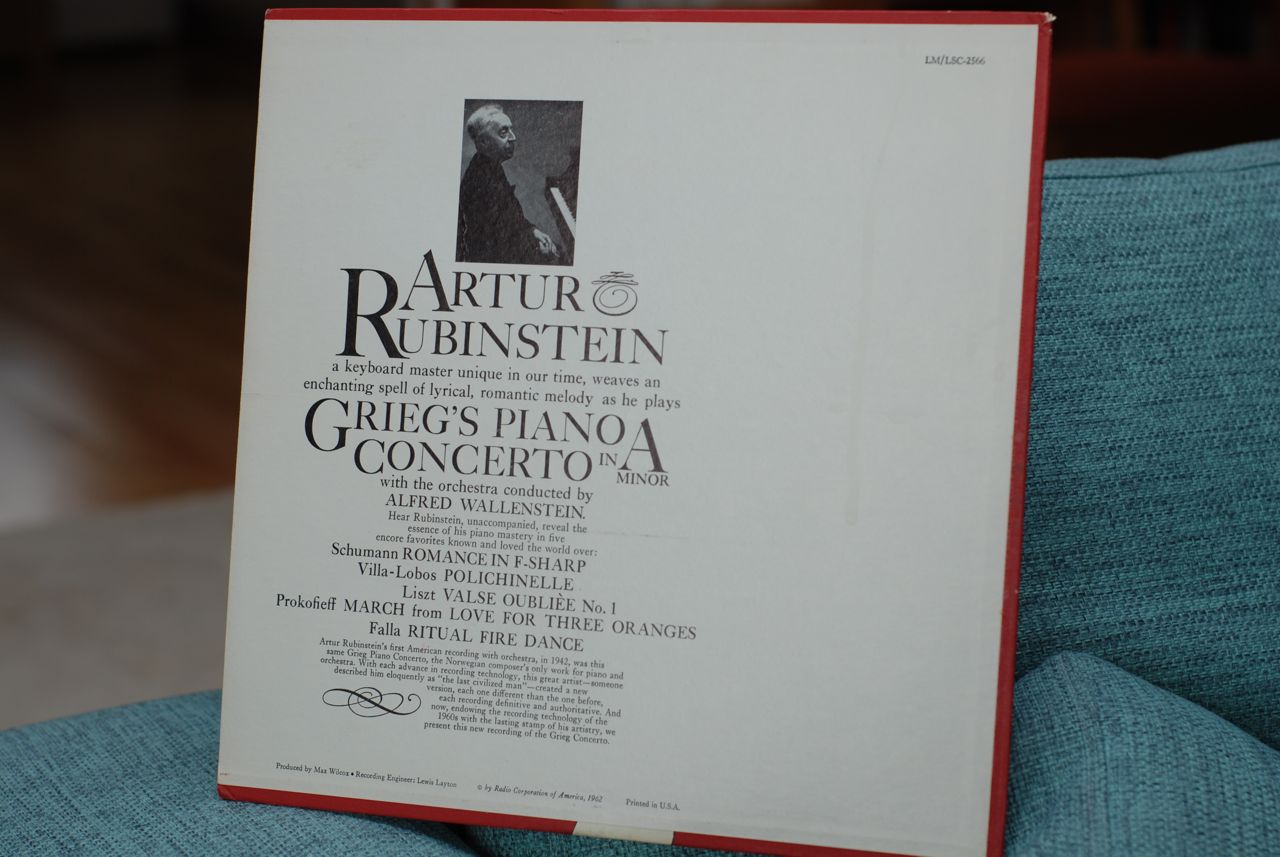 LM/LSC-2566
ARTUR
RUBINSTEIN
a keyboard master unique in our time, weaves an
enchanting spell of lyrical, romantic melody as he plays
GRIEG'S PIANO
CONCERTO IN A
MINOR
with the orchestra conducted by
ALFRED WALLENSTEIN.
Hear Rubinstein, unaccompanied, reveal the
essence of his piano mastery in five
encore favorites known and loved the world over:
Schumann ROMANCE IN F-SHARP
Villa-Lobos POLICHINELLE
Liszt VALSE OUBLIÈE No. 1
Prokofieff MARCH from LOVE FOR THREE ORANGES
Falla RITUAL FIRE DANCE
Artur Rubinstein's first American recording with orchestra, in 1942, was this
same Grieg Piano Concerto, the Norwegian composer's only work for piano and
orchestra. With each advance in recording technology, this great artist—someone
described him eloquently as "the last civilized man"—created a new
version, each one different than the one before,
each recording definitive and authoritative. And
now, endowing the recording technology of the
1960s with the lasting stamp of his artistry, we
present this new recording of the Grieg Concerto.
Produced by Max Wilcox • Recording Engineer: Lewis Layton
© by Radio Corporation of America, 1962
Printed in U.S.A.